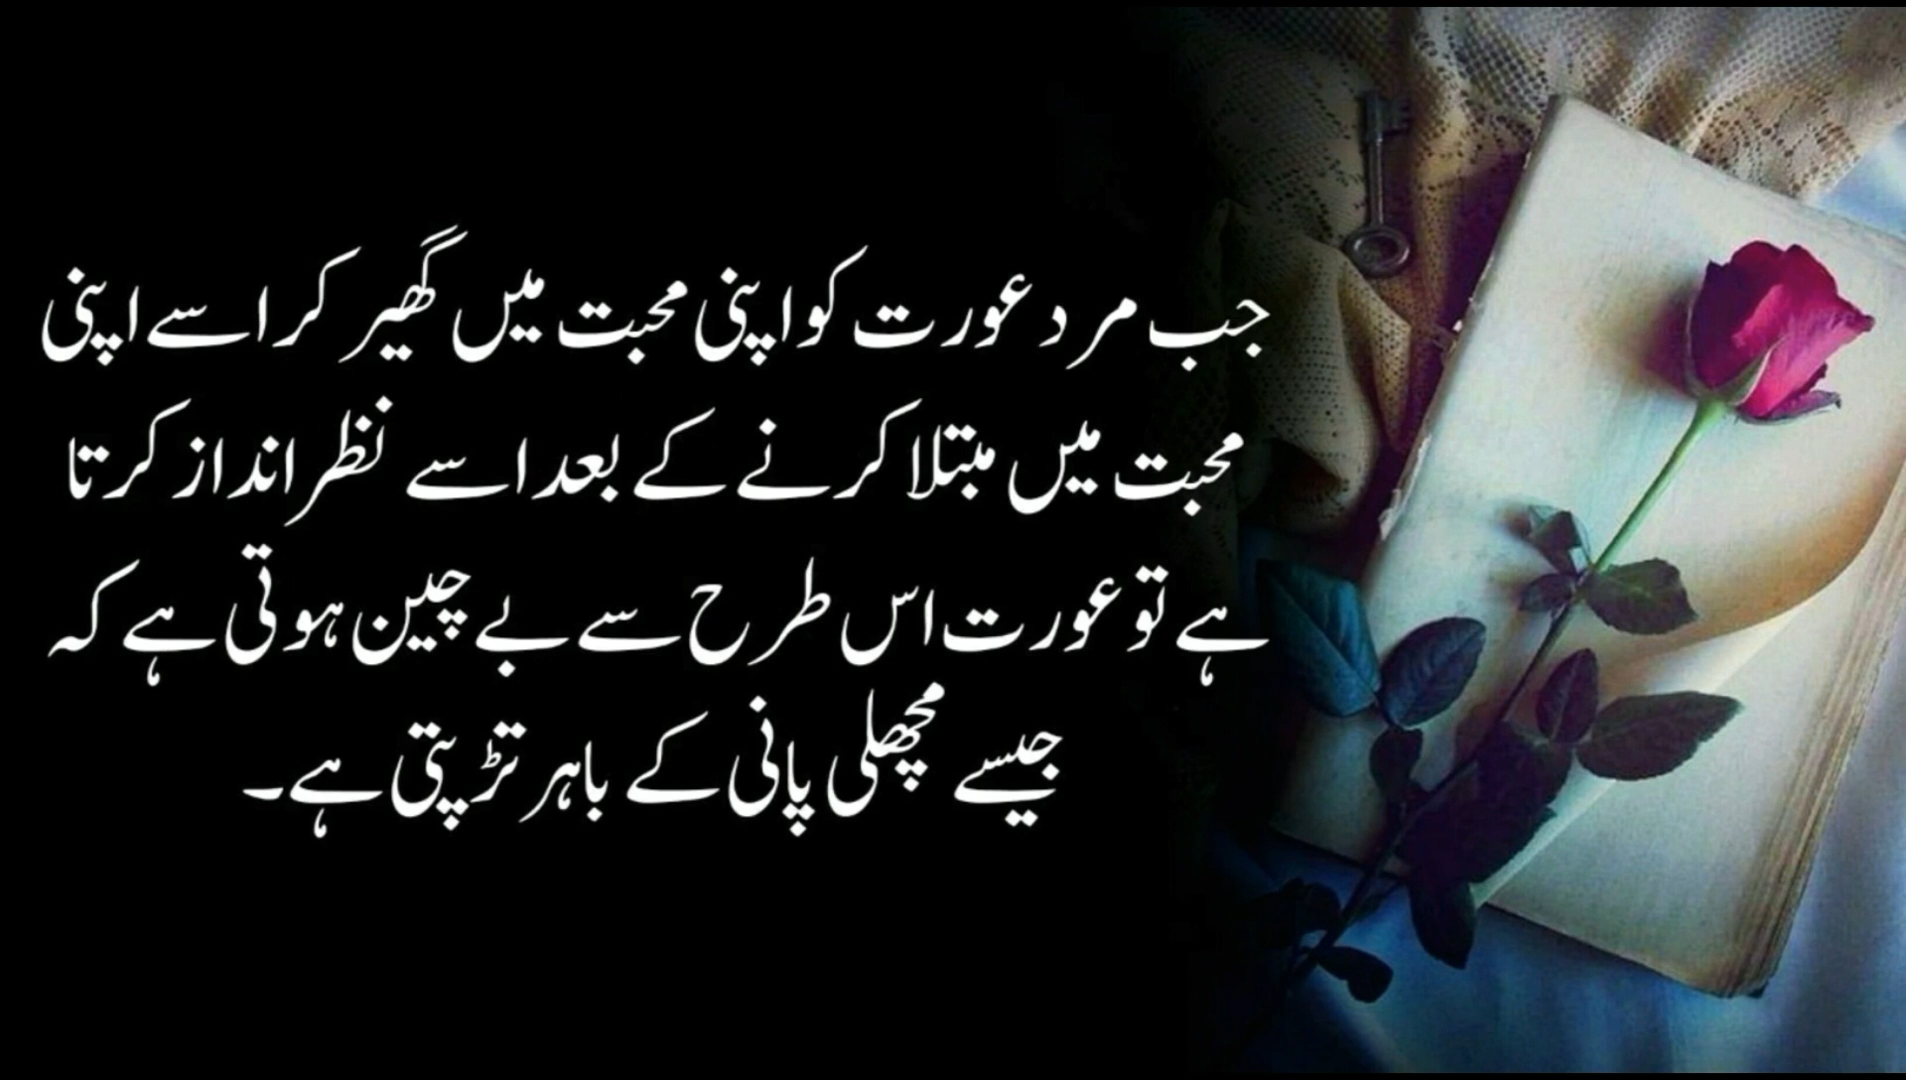 جب مرد عورت کو اپنی محبت میں گھیر کر اسے اپنی
محبت میں مبتلا کرنے کے بعد اسے نظر انداز کرتا
ہے تو عورت اس طرح سے بے چین ہوتی ہے کہ
جیسے مچھلی پانی کے باہر تڑپتی ہے۔